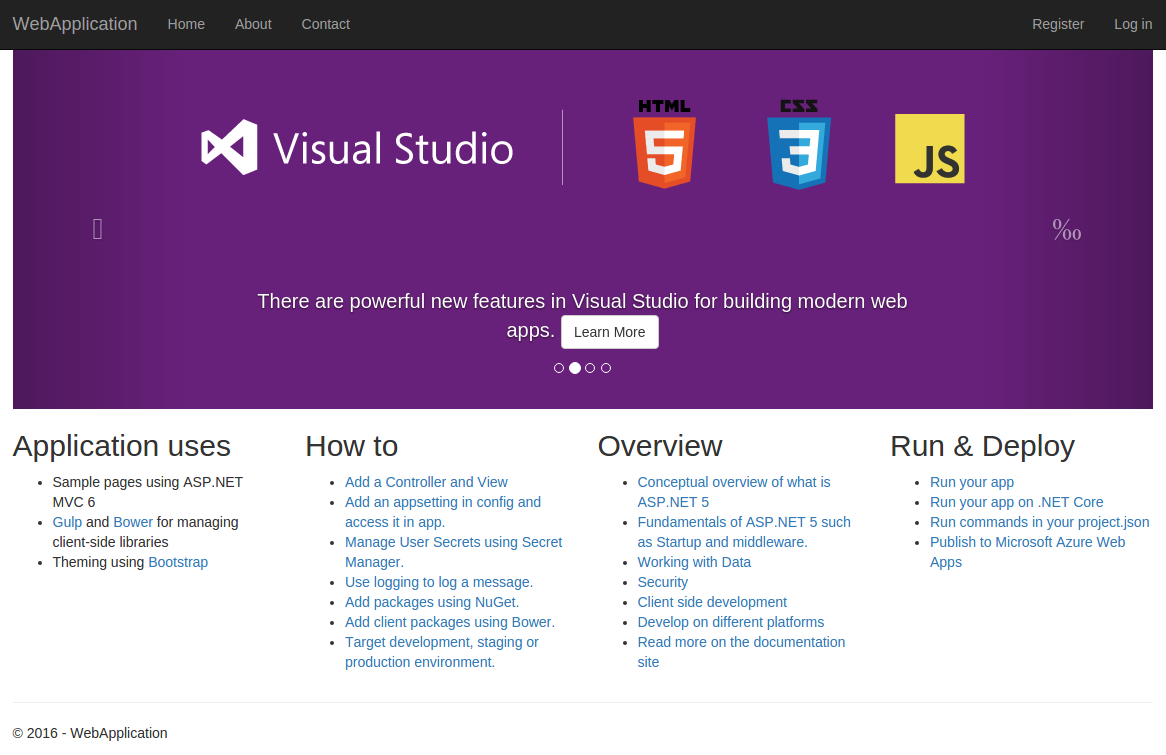 WebApplication Home About Contact Register Log in
Visual Studio HTML 5 CSS 3 JS
‰
There are powerful new features in Visual Studio for building modern web
apps. Learn More
Application uses
Sample pages using ASP.NET
MVC 6
Gulp and Bower for managing
client-side libraries
Theming using Bootstrap
How to
Add a Controller and View
Add an appsetting in config and
access it in app.
Manage User Secrets using Secret
Manager.
Use logging to log a message.
Add packages using NuGet.
Add client packages using Bower.
Target development, staging or
production environment.
Overview
Conceptual overview of what is
ASP.NET 5
Fundamentals of ASP.NET 5 such
as Startup and middleware.
Working with Data
Security
Client side development
Develop on different platforms
Read more on the documentation
site
Run & Deploy
Run your app
Run your app on .NET Core
Run commands in your project.json
Publish to Microsoft Azure Web
Apps
© 2016 - WebApplication